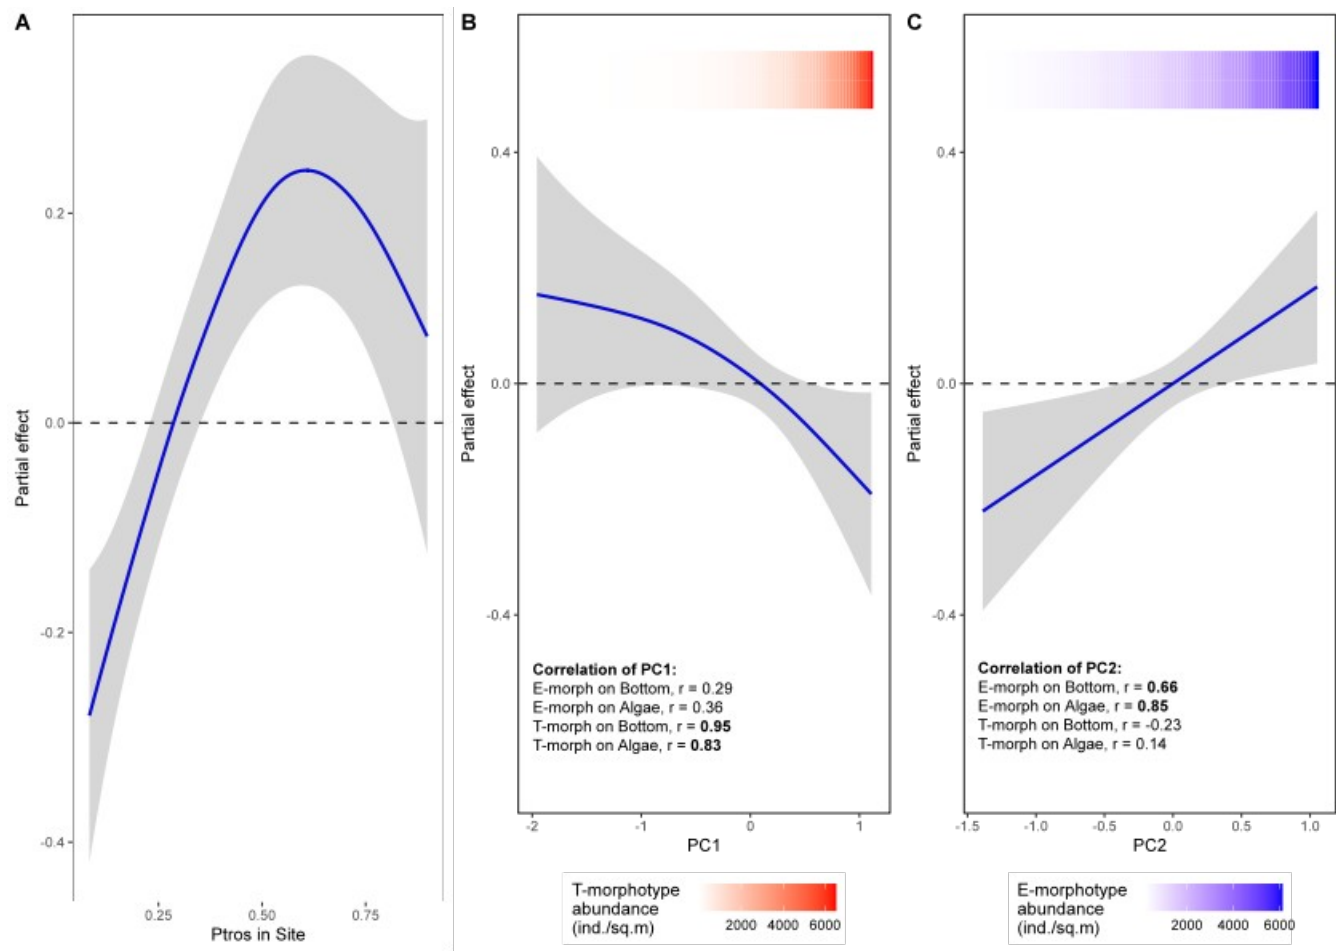 A
Partial effect
0.2
0.0
-0.2
-0.4
0.25 0.50 0.75
Ptros in Site
B
Partial effect
0.4
0.0
-0.4
Correlation of PC1:
E-morph on Bottom, r = 0.29
E-morph on Algae, r = 0.36
T-morph on Bottom, r = 0.95
T-morph on Algae, r = 0.83
-2 -1 0 1
PC1
T-morphotype
abundance
(ind./sq.m)
2000 4000 6000
C
Partial effect
0.4
0.0
-0.4
Correlation of PC2:
E-morph on Bottom, r = 0.66
E-morph on Algae, r = 0.85
T-morph on Bottom, r = -0.23
T-morph on Algae, r = 0.14
-1.5 -1.0 -0.5 0.0 0.5 1.0
PC2
E-morphotype
abundance
(ind./sq.m)
2000 4000 6000